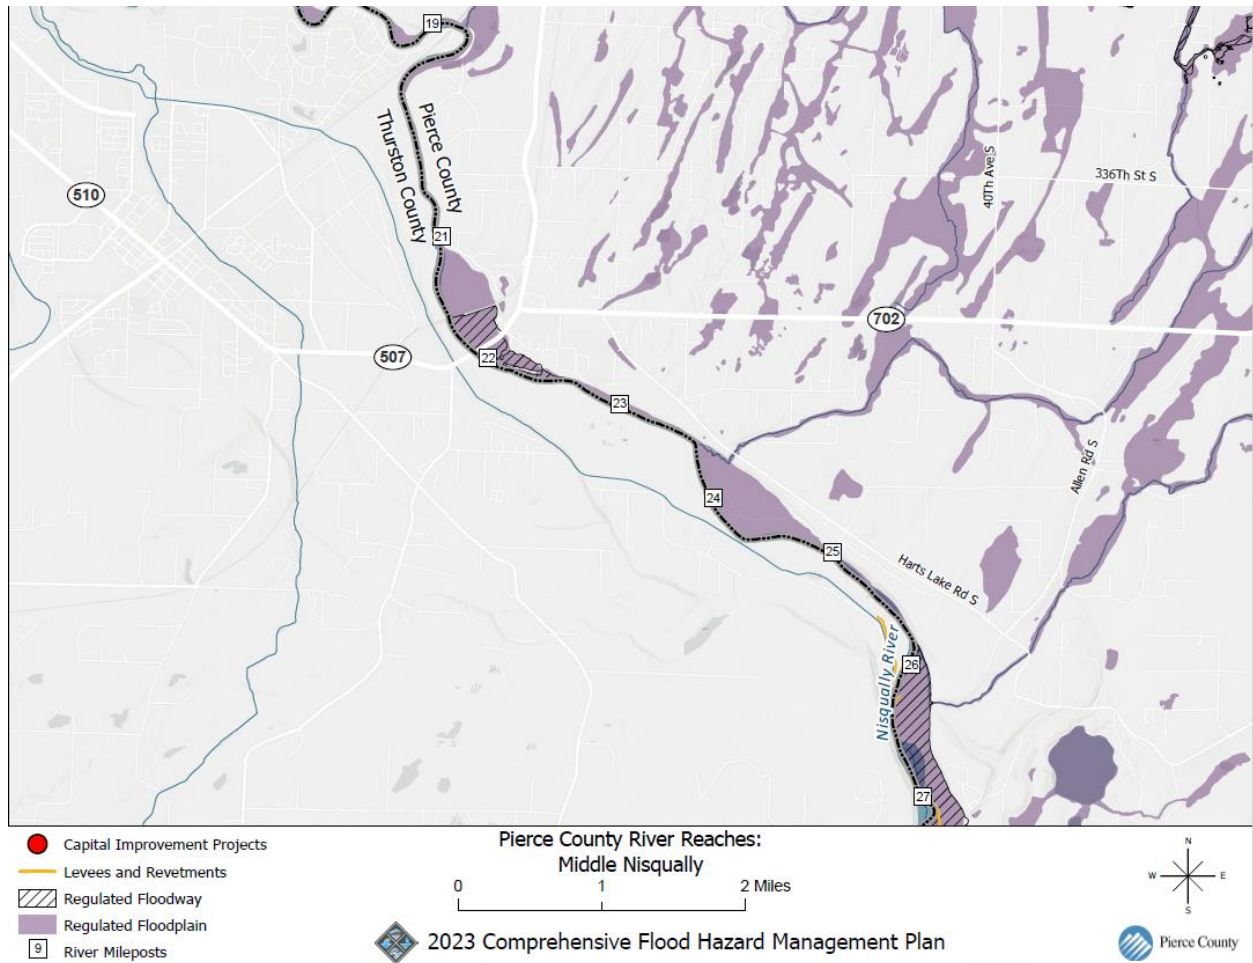 19
Pierce County
Thurston County
510
40Th Ave S
336Th St S
21
702
22
507
23
24
Allen Rd S
25
Harts Lake Rd S
26
Nisqually River
27
Capital Improvement Projects
Levees and Revetments
Regulated Floodway
Regulated Floodplain
9
River Mileposts
Pierce County River Reaches:
Middle Nisqually
0 1 2 Miles
2023 Comprehensive Flood Hazard Management Plan
N
W E
S
Pierce County